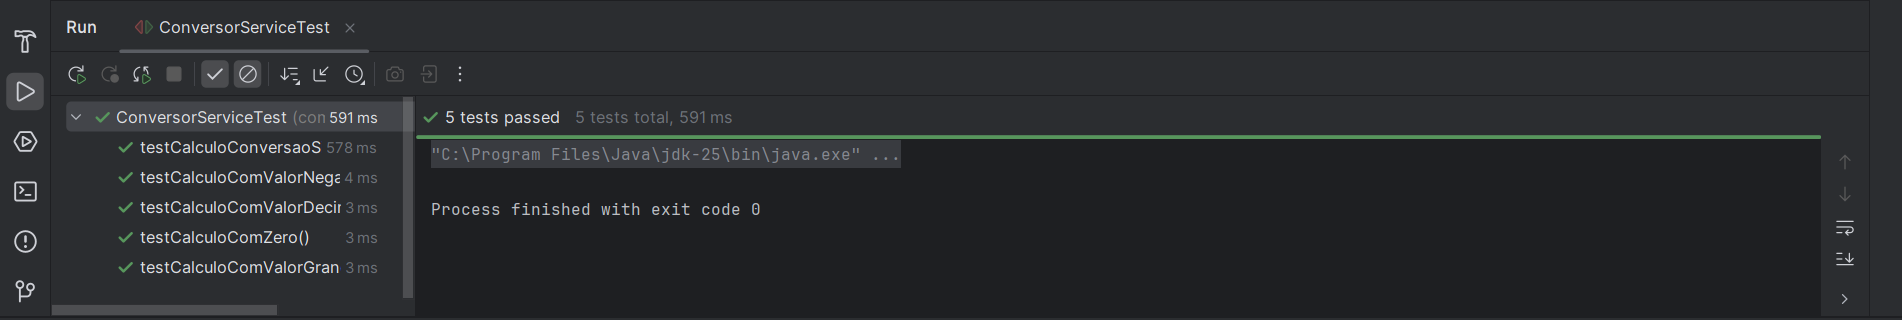 Run ConversorServiceTest
ConversorServiceTest (con 591 ms
testCalculoConversaoS 578 ms
testCalculoComValorNega 4 ms
testCalculoComValorDecir 3 ms
testCalculoComZero() 3 ms
testCalculoComValorGran 3 ms
5 tests passed 5 tests total, 591 ms
"C:\Program Files\Java\jdk-25\bin\java.exe" ...
Process finished with exit code 0